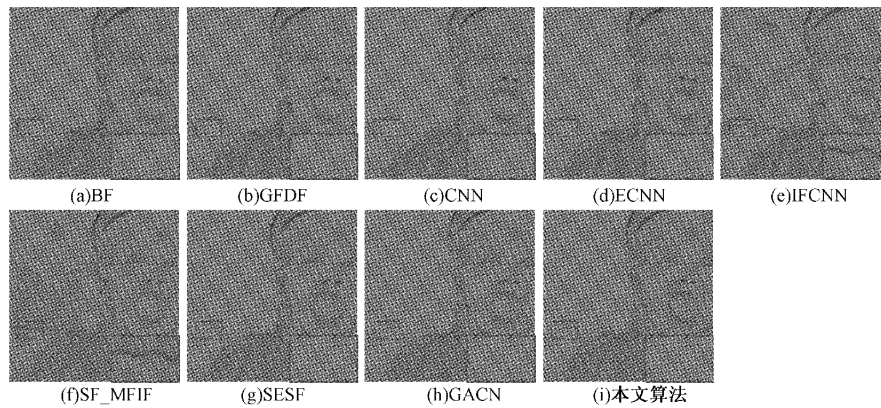 (a)BF (b)GFDF (c)CNN (d)ECNN (e)IFCNN
(f)SF_MFIF (g)SESF (h)GACN (i)本文算法